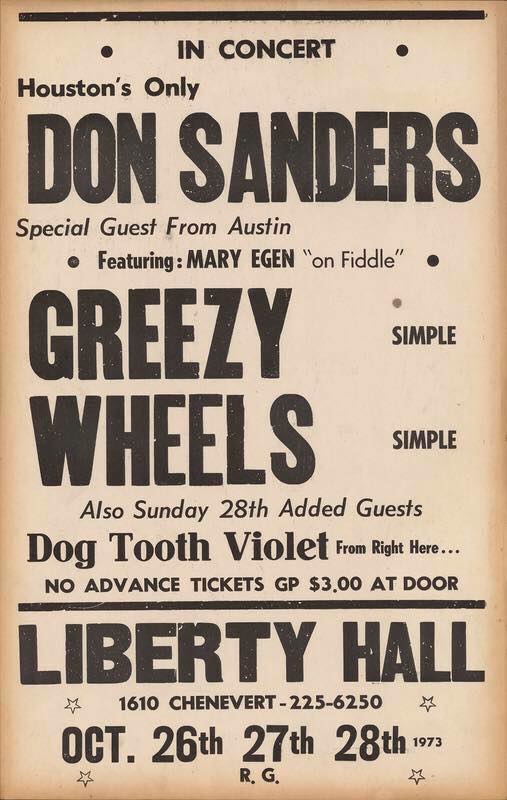 IN CONCERT
Houston's Only
DON SANDERS
Special Guest From Austin
Featuring: MARY EGEN "on Fiddle"
GREEZY
SIMPLE
WHEELS
SIMPLE
Also Sunday 28th Added Guests
Dog Tooth Violet From Right Here...
NO ADVANCE TICKETS GP $3.00 AT DOOR
LIBERTY HALL
1610 CHENEVERT-225-6250
OCT. 26th 27th 28th 1973
R. G.